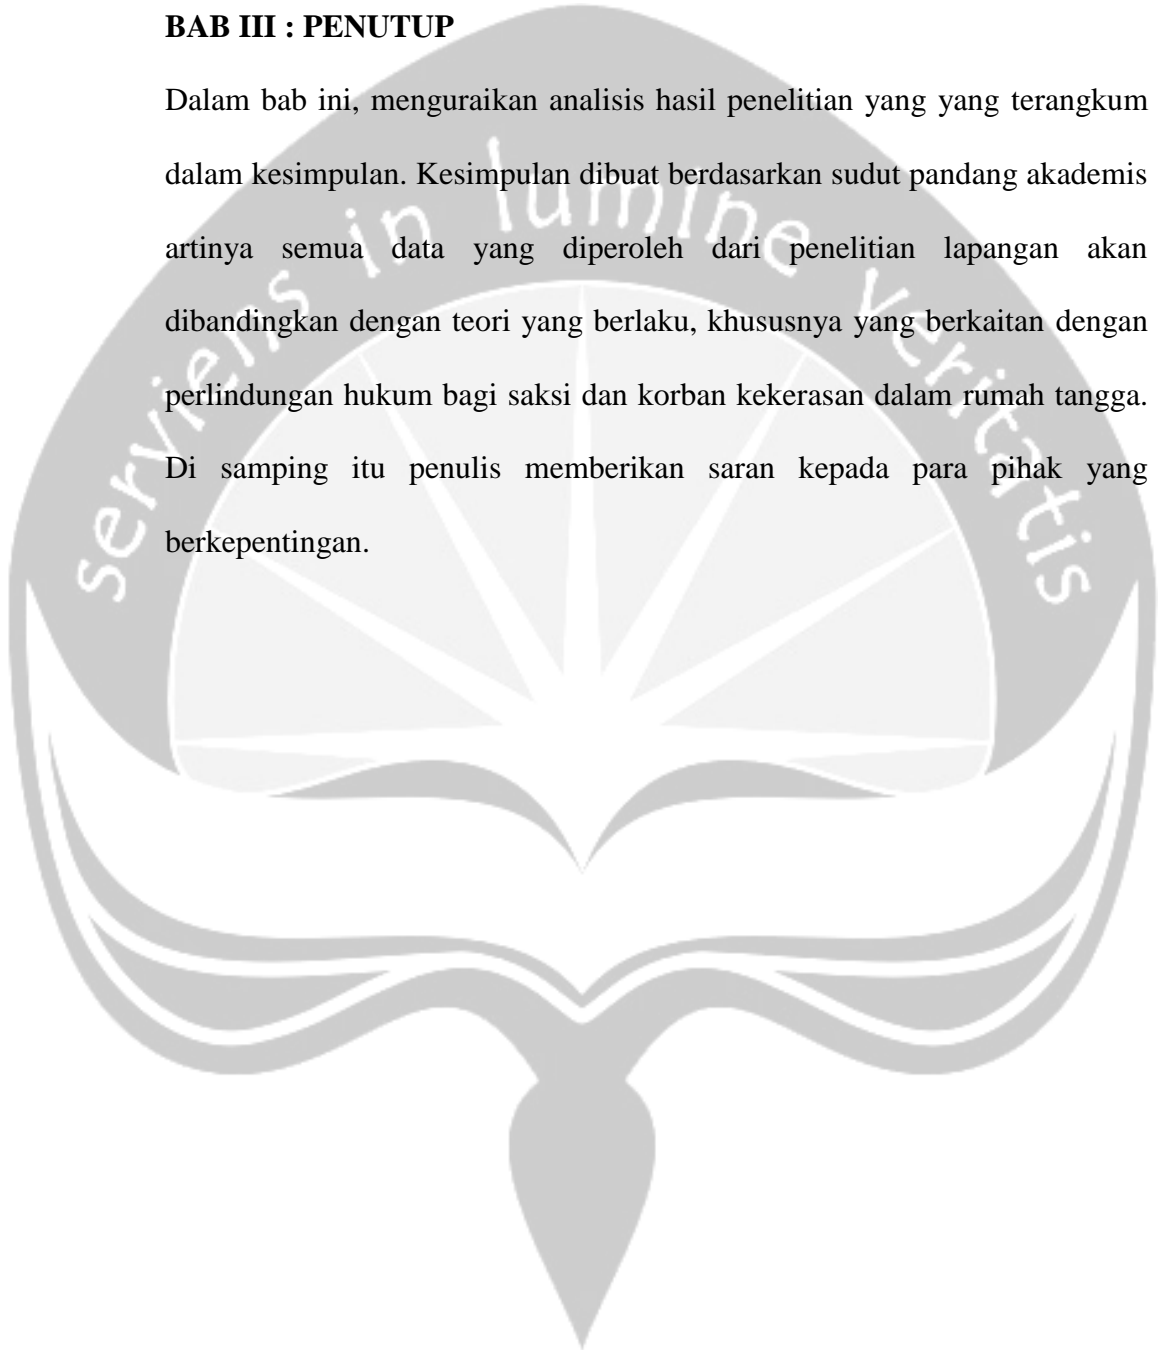 BAB III : PENUTUP
Dalam bab ini, menguraikan analisis hasil penelitian yang yang terangkum
dalam kesimpulan. Kesimpulan dibuat berdasarkan sudut pandang akademis
artinya semua data yang diperoleh dari penelitian lapangan akan
dibandingkan dengan teori yang berlaku, khususnya yang berkaitan dengan
perlindungan hukum bagi saksi dan korban kekerasan dalam rumah tangga.
Di samping itu penulis memberikan saran kepada para pihak yang
berkepentingan.
serviens in lumine veritatis